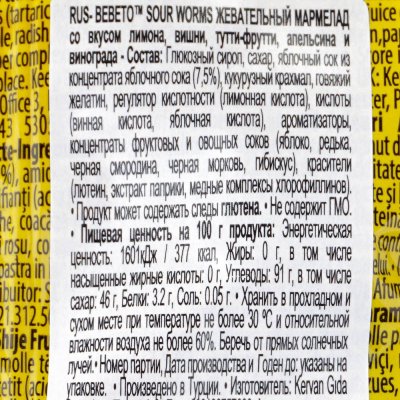 RUS- BEBETO™ SOUR WORMS ЖЕВАТЕЛЬНЫЙ МАРМЕЛАД
со вкусом лимона, вишни, тутти-фрутти, апельсина и
винограда - Состав: Глюкозный сироп, сахар, яблочный сок из
концентрата яблочного сока (7,5%), кукурузный крахмал, говяжий
желатин, регулятор кислотности (лимонная кислота), кислоты
(винная кислота, яблочная кислота), ароматизаторы,
концентраты фруктовых и овощных соков (яблоко, редька,
черная смородина, черная морковь, гибискус), красители
(лютеин, экстракт паприки, медные комплексы хлорофиллинов).
• Продукт может содержать следы глютена. • Не содержит ГМО.
• Пищевая ценность на 100 г продукта: Энергетическая
ценность: 1601кДж / 377 ккал, Жиры: 0 г, в том числе
насыщенные жирные кислоты: 0 г, Углеводы: 91 г, в том числе
сахар: 46 г, Белки: 3.2 г, Соль: 0.05 г. • Хранить в прохладном и
сухом месте при температуре не более 30 ºС и относительной
влажности воздуха не более 60%. Беречь от прямых солнечных
лучей.• Номер партии, Дата производства и Годен до: указаны на
упаковке. • Произведено в Турции. • Изготовитель: Kervan Gida